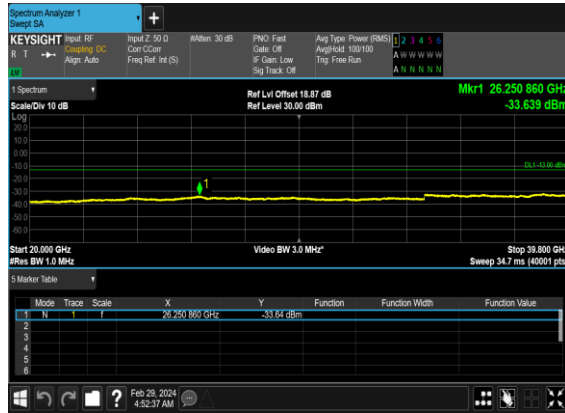 Spectrum Analyzer 1
Swept SA
+
KEYSIGHT Input: RF Input Z: 50 Ω #Atten: 30 dB PNO: Fast Avg Type: Power (RMS) 1 2 3 4 5 6
R T Coupling: DC Corr CCorr Gate: Off Avg|Hold: 100/100 A W W W W W
Align: Auto Freq Ref: Int (S) IF Gain: Low Trig: Free Run
Sig Track: Off A N N N N N
LW
1 Spectrum Ref Lvl Offset 18.87 dB Mkr1 26.250 860 GHz
Scale/Div 10 dB Ref Level 30.00 dBm -33.639 dBm
Log
20.0
10.0
0.00
-10.0 DL1 -13.00 dBm
-20.0
1
-30.0
-40.0
-50.0
-60.0
Start 20.000 GHz Video BW 3.0 MHz* Stop 39.800 GHz
#Res BW 1.0 MHz Sweep 34.7 ms (40001 pts)
5 Marker Table
Mode Trace Scale X Y Function Function Width Function Value
1 N 1 f 26.250 860 GHz -33.64 dBm
2
3
4
5
6
? Feb 29, 2024
4:52:37 AM